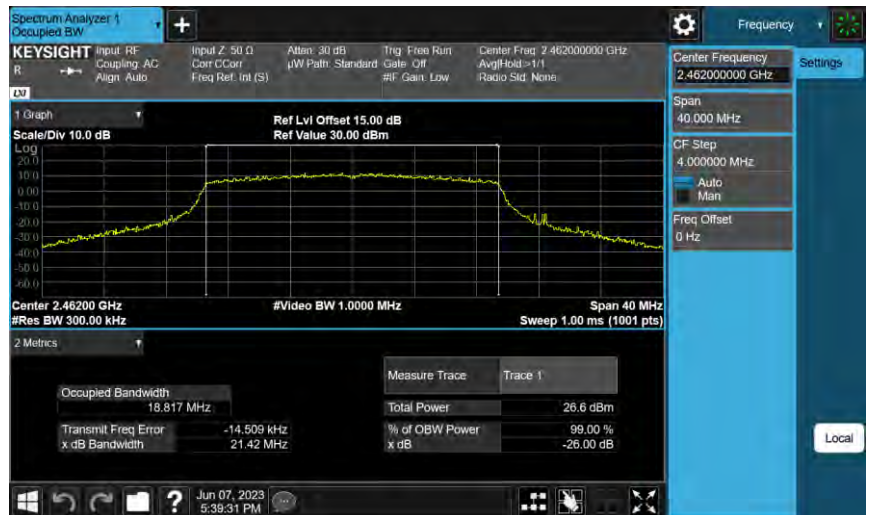 Spectrum Analyzer 1
Occupied BW
+
Frequency
KEYSIGHT
R
LXI
Input: RF
Coupling: AC
Align: Auto
Input Z: 50 Ω
Corr CCorr
Freq Ref: Int (S)
Atten: 30 dB
µW Path: Standard
Trig: Free Run
Gate: Off
#IF Gain: Low
Center Freq: 2.462000000 GHz
Avg|Hold:>1/1
Radio Std: None
Center Frequency
2.462000000 GHz
Settings
Span
40.000 MHz
CF Step
4.000000 MHz
Auto
Man
Freq Offset
0 Hz
1 Graph
Scale/Div 10.0 dB
Ref Lvl Offset 15.00 dB
Ref Value 30.00 dBm
Log
20.0
10.0
0.00
-10.0
-20.0
-30.0
-40.0
-50.0
-60.0
Center 2.46200 GHz
#Video BW 1.0000 MHz
Span 40 MHz
#Res BW 300.00 kHz
Sweep 1.00 ms (1001 pts)
2 Metrics
Measure Trace
Trace 1
Occupied Bandwidth
18.817 MHz
Total Power
26.6 dBm
Transmit Freq Error
-14.509 kHz
% of OBW Power
99.00 %
x dB Bandwidth
21.42 MHz
x dB
-26.00 dB
Local
?
Jun 07, 2023
5:39:31 PM